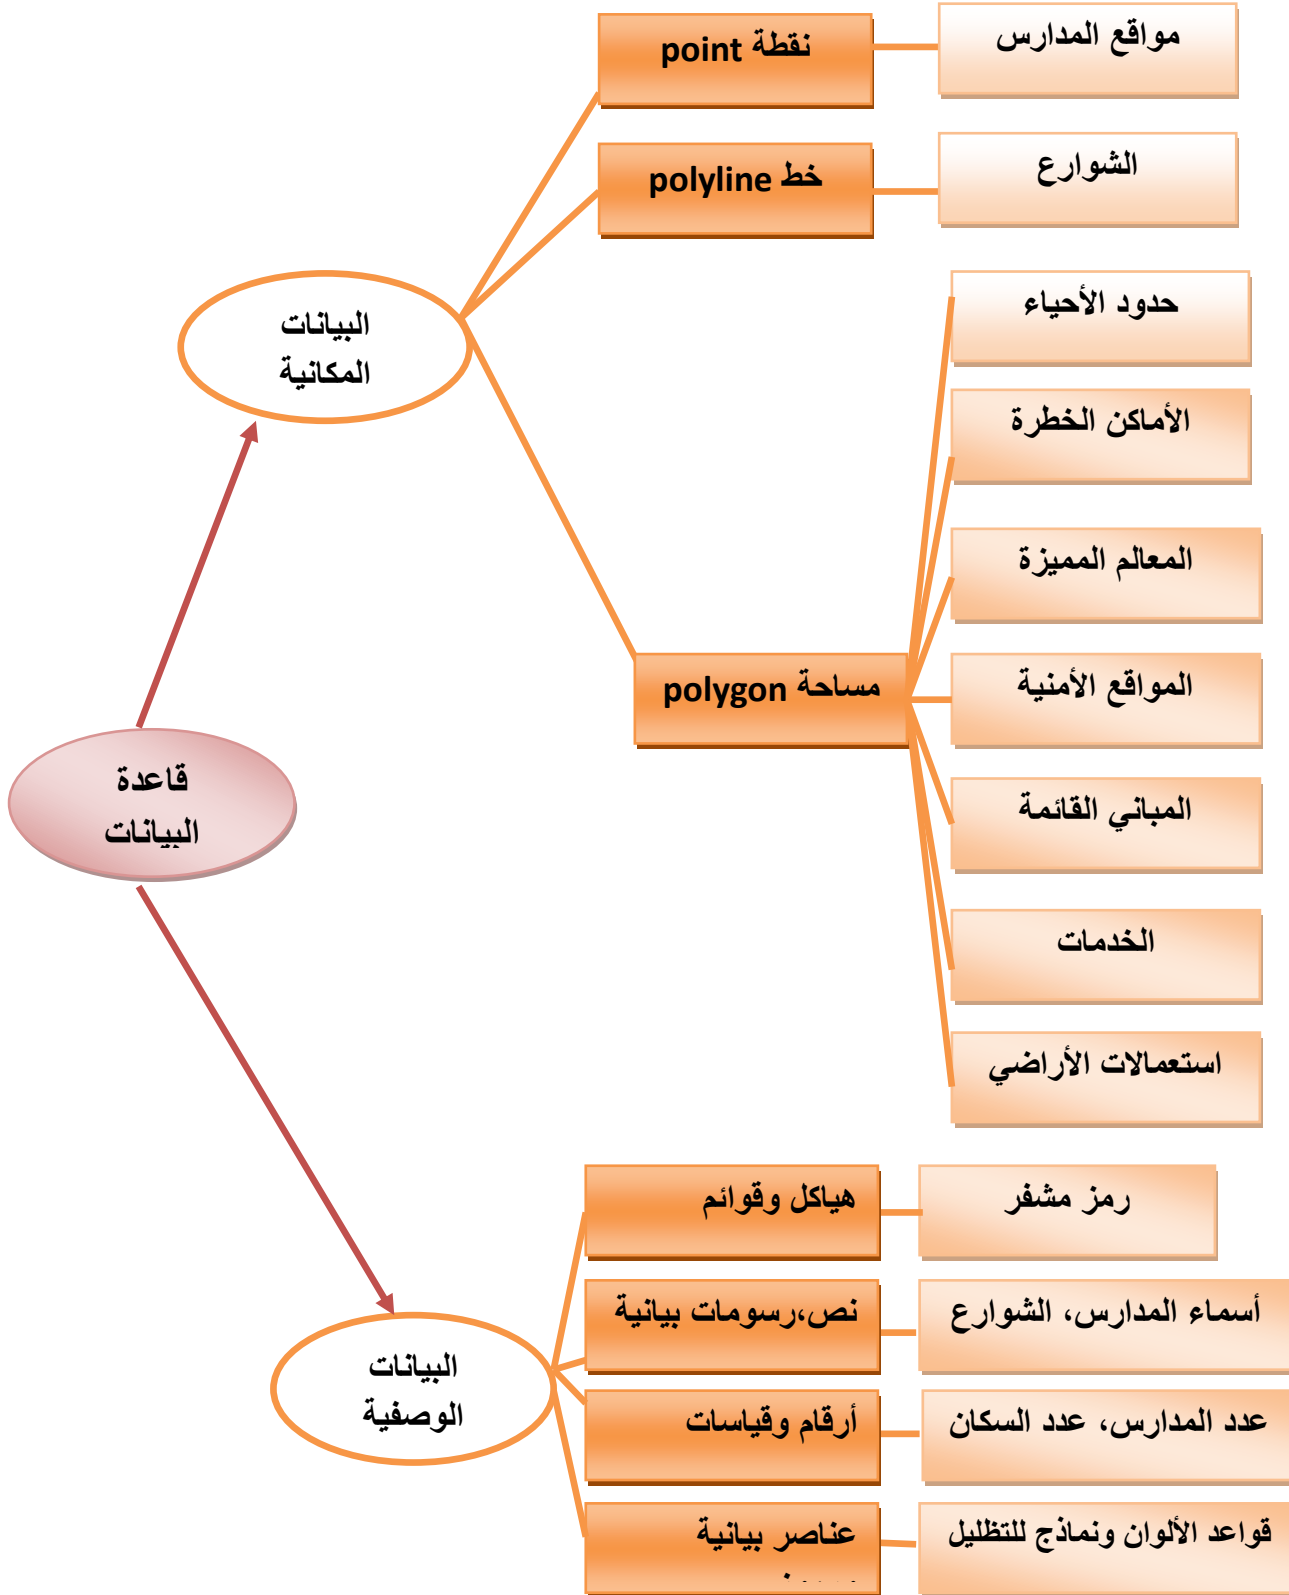 مواقع المدارس
نقطة point
الشوارع
خط polyline
حدود الأحياء
البيانات
المكانية
الأماكن الخطرة
المعالم المميزة
المواقع الأمنية
مساحة polygon
قاعدة
البيانات
المباني القائمة
الخدمات
استعمالات الأراضي
هياكل وقوائم
رمز مشفر
نص،رسومات بيانية
أسماء المدارس، الشوارع
البيانات
الوصفية
أرقام وقياسات
عدد المدارس، عدد السكان
عناصر بيانية
قواعد الألوان ونماذج للتظليل